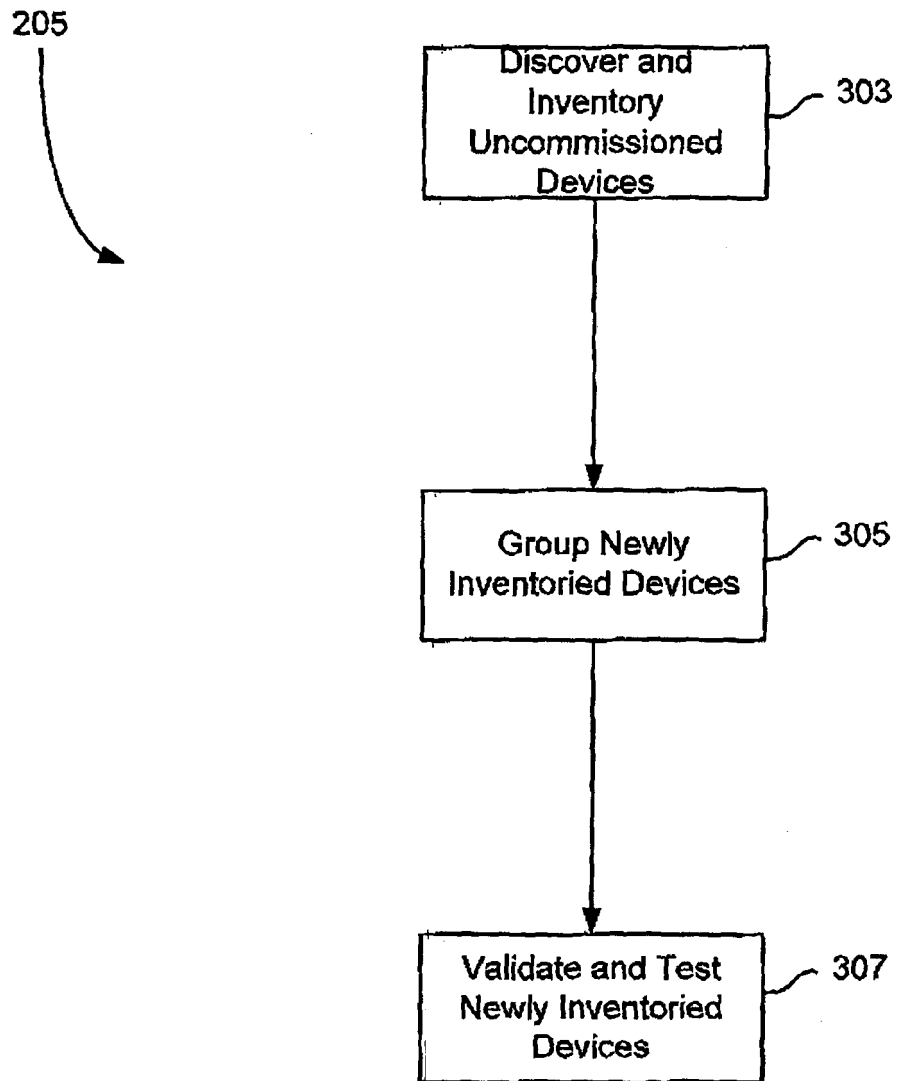 205
Discover and
Inventory
Uncommissioned
Devices
303
Group Newly
Inventoried Devices
305
Validate and Test
Newly Inventoried
Devices
307